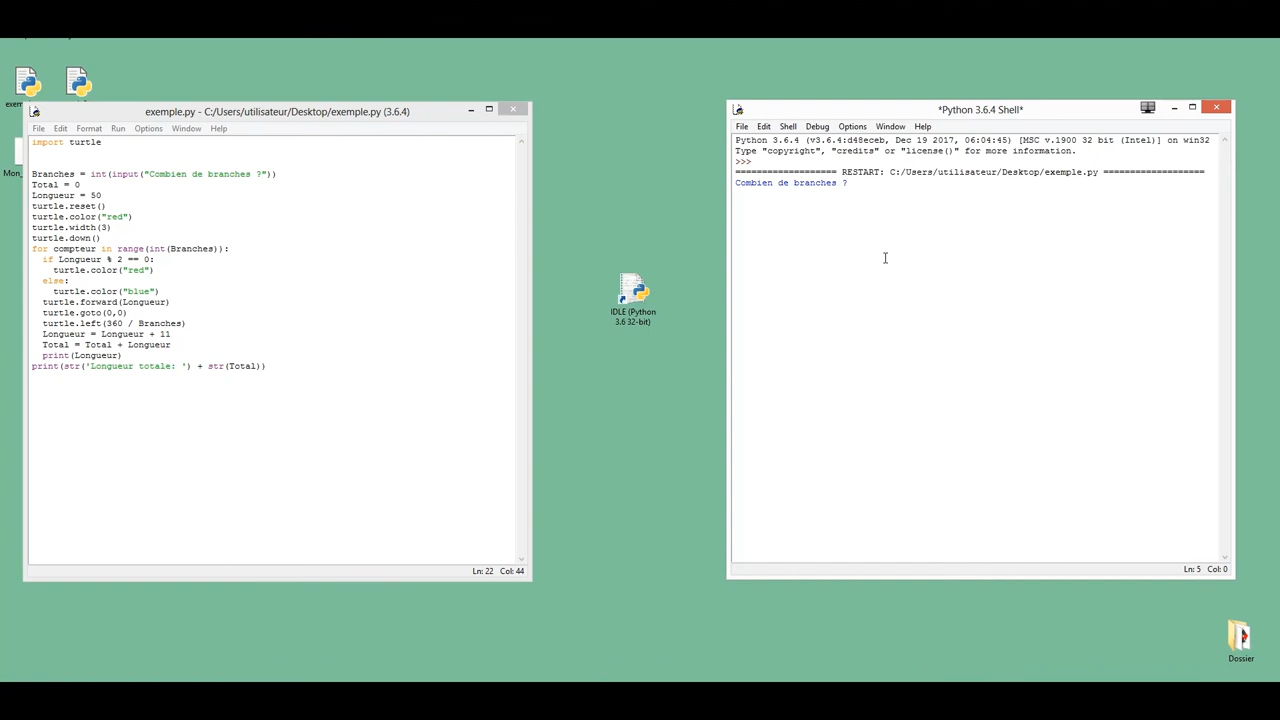 exemple.py - C:/Users/utilisateur/Desktop/exemple.py (3.6.4)
File Edit Format Run Options Window Help
import turtle
Branches = int(input("Combien de branches ?"))
Total = 0
Longueur = 50
turtle.reset()
turtle.color("red")
turtle.width(3)
turtle.down()
for compteur in range(int(Branches)):
if Longueur % 2 == 0:
turtle.color("red")
else:
turtle.color("blue")
turtle.forward(Longueur)
turtle.goto(0,0)
turtle.left(360 / Branches)
Longueur = Longueur + 11
Total = Total + Longueur
print(Longueur)
print(str('Longueur totale: ') + str(Total))
Ln: 22 Col: 44
IDLE (Python
3.6 32-bit)
*Python 3.6.4 Shell*
File Edit Shell Debug Options Window Help
Python 3.6.4 (v3.6.4:d48eceb, Dec 19 2017, 06:04:45) [MSC v.1900 32 bit (Intel)] on win32
Type "copyright", "credits" or "license()" for more information.
>>>
=================== RESTART: C:/Users/utilisateur/Desktop/exemple.py ===================
Combien de branches ?
Ln: 5 Col: 0
Dossier